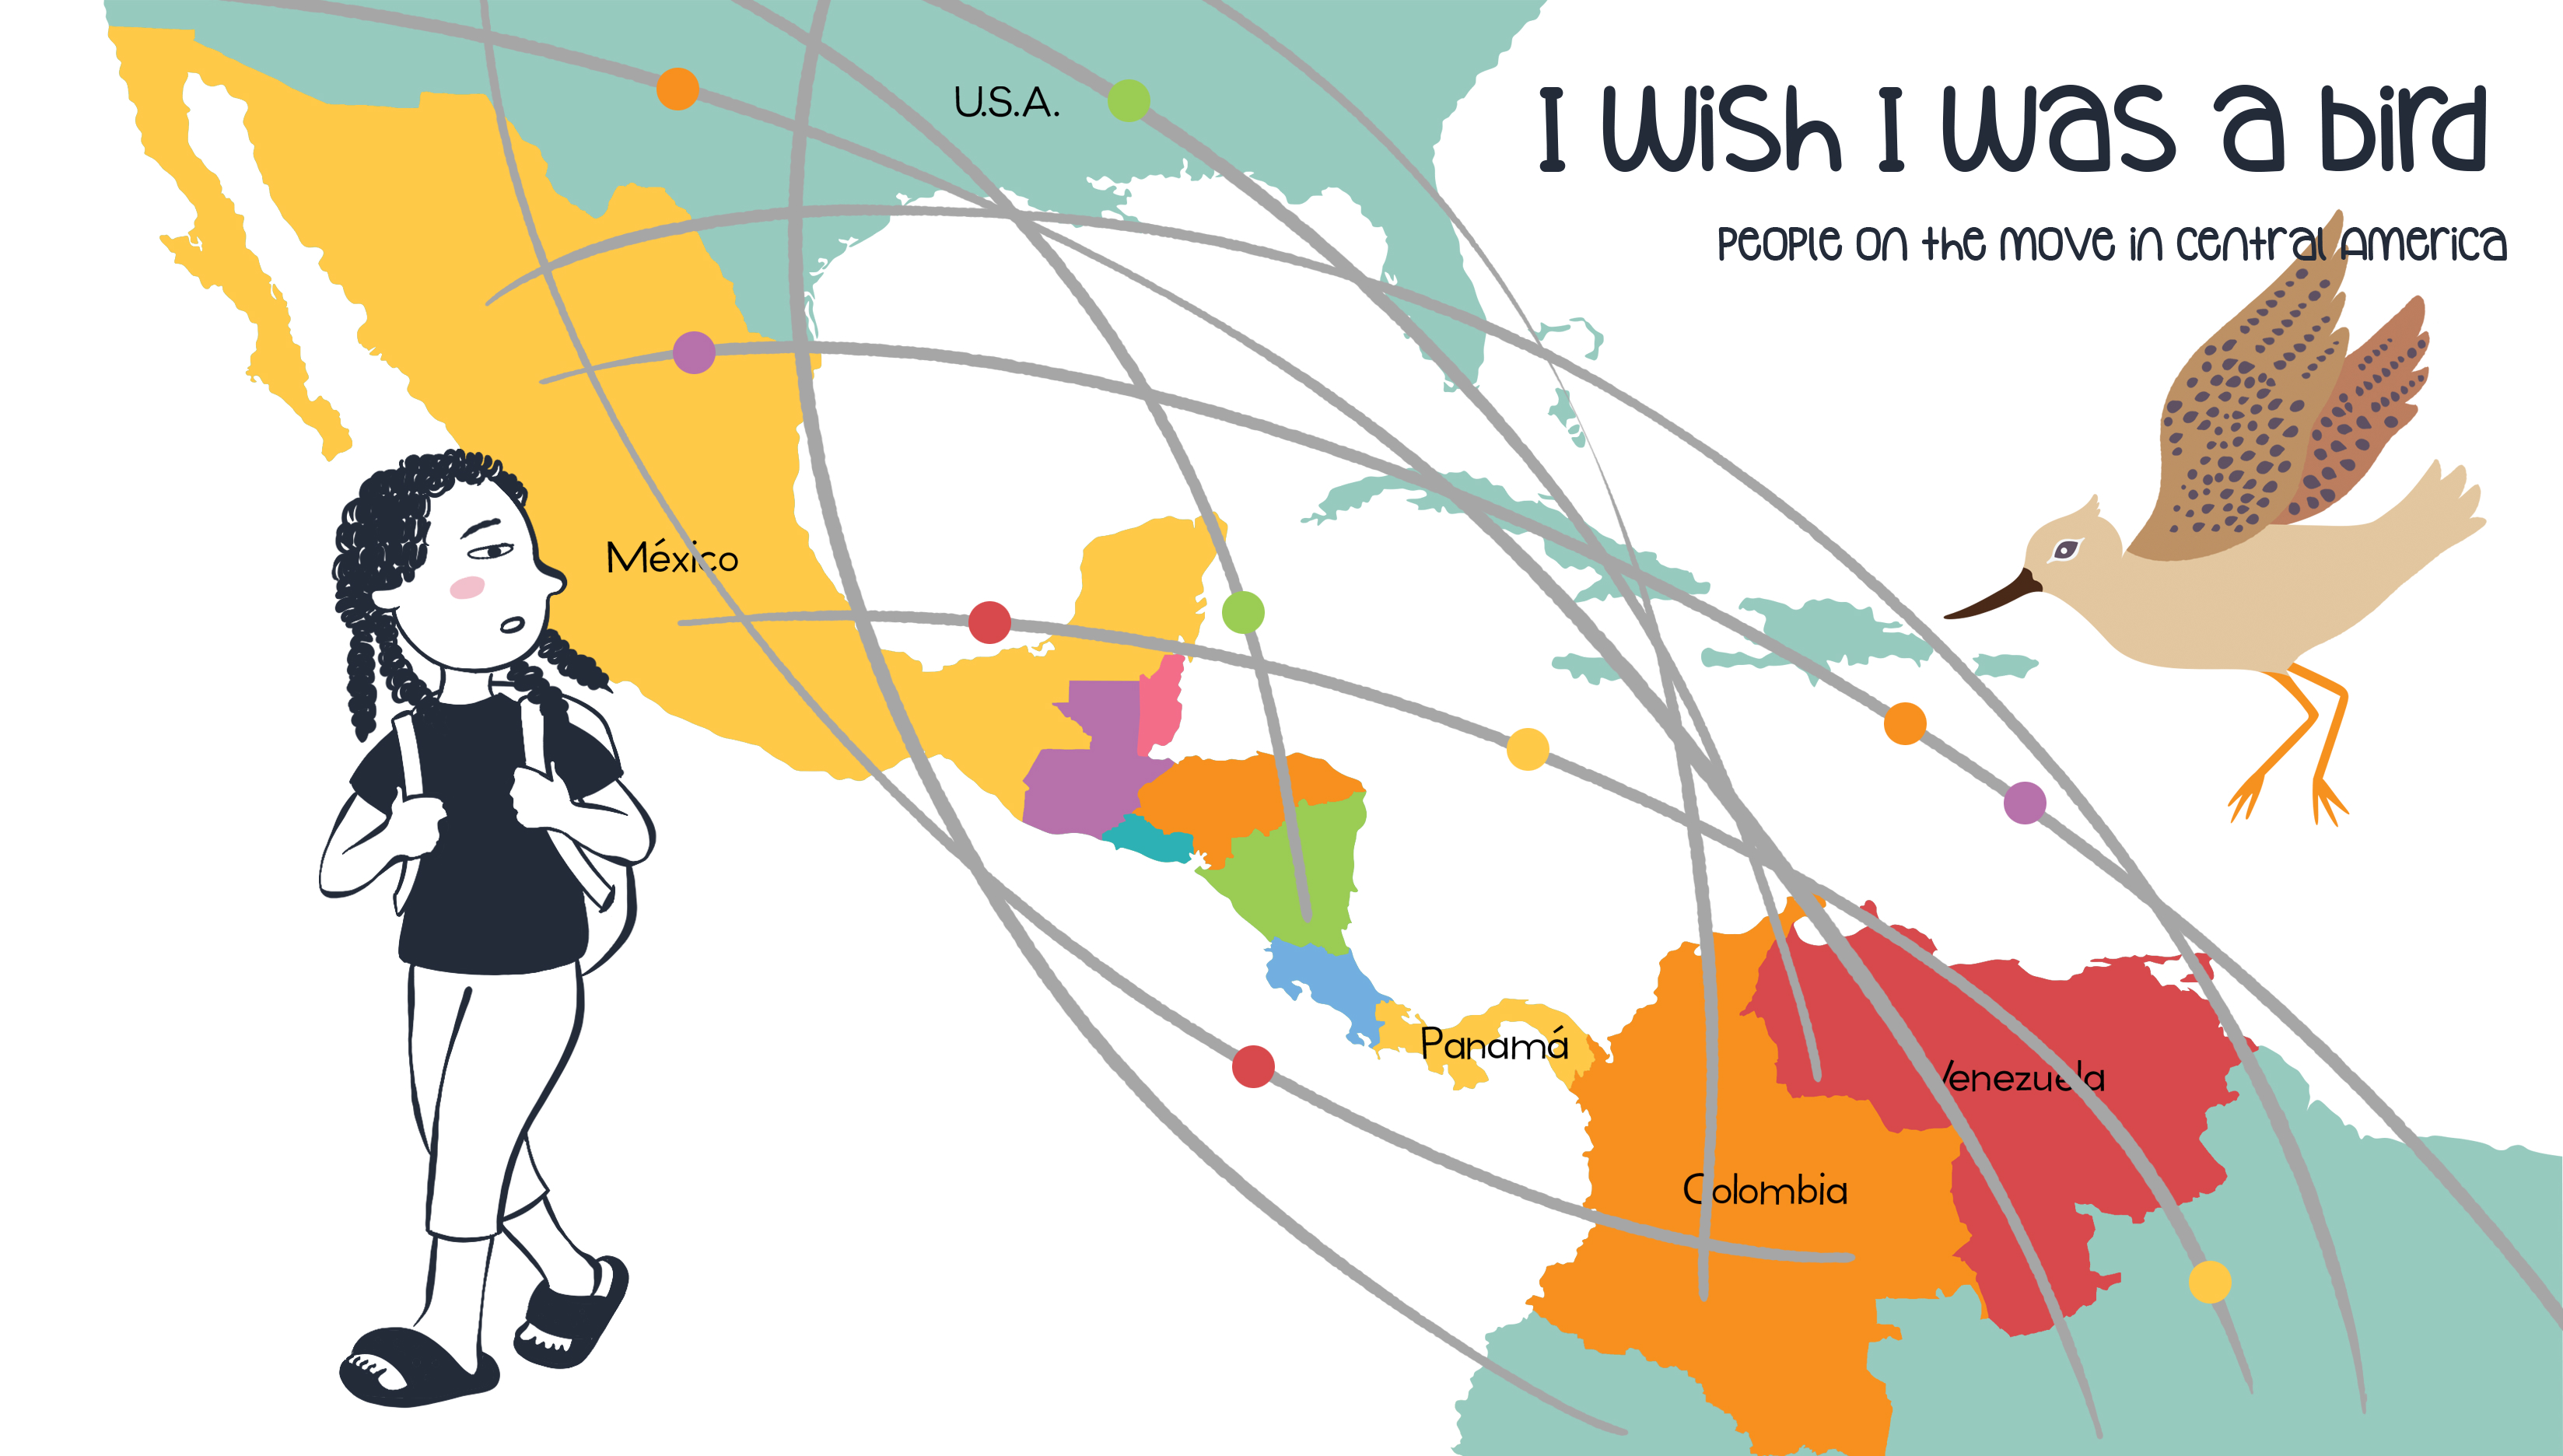 I wish I was a bird
People on the move in central America
U.S.A.
México
Panamá
Venezuela
Colombia